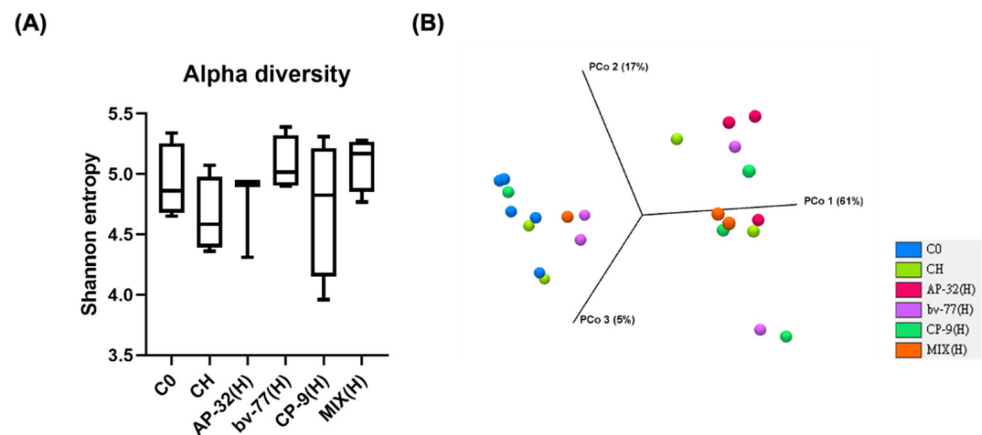 (A)
Alpha diversity
Shannon entropy
5.5
5.0
4.5
4.0
3.5
C0
CH
AP-32(H)
bv-77(H)
CP-9(H)
MIX(H)
(B)
PCo 2 (17%)
PCo 1 (61%)
PCo 3 (5%)
C0
CH
AP-32(H)
bv-77(H)
CP-9(H)
MIX(H)